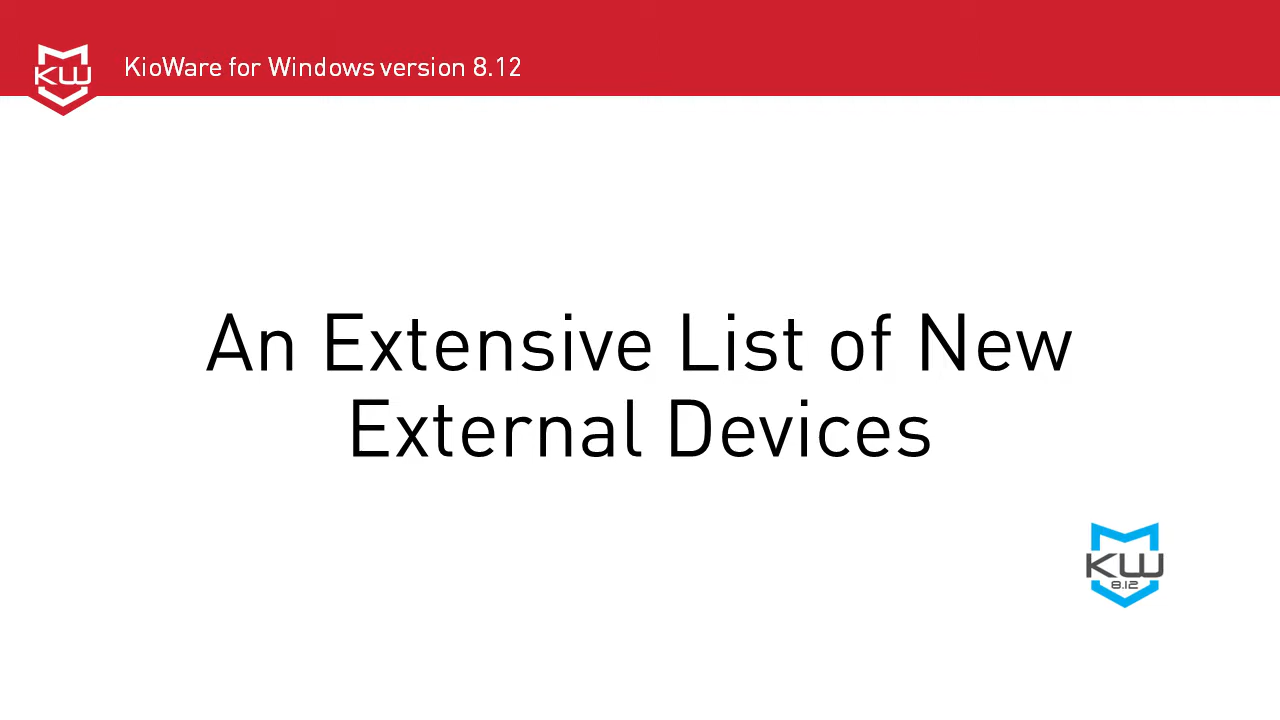 KW
KioWare for Windows version 8.12
An Extensive List of New
External Devices
KW
8.12